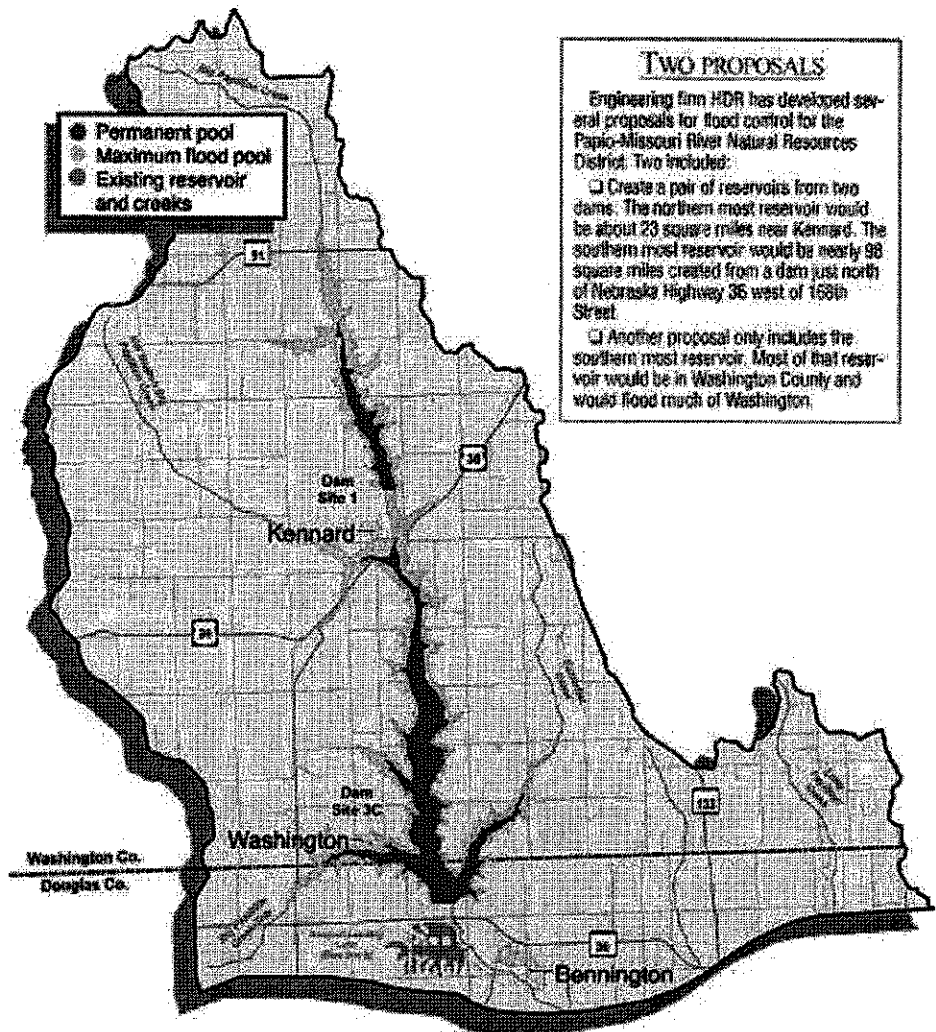 TWO PROPOSALS
Engineering firm HDR has developed sev-
eral proposals for flood control for the
Papio-Missouri River Natural Resources
District. Two included:
❑ Create a pair of reservoirs from two
dams. The northern most reservoir would
be about 23 square miles near Kennard. The
southern most reservoir would be nearly 98
square miles created from a dam just north
of Nebraska Highway 36 west of 168th
Street.
❑ Another proposal only includes the
southern most reservoir. Most of that reser-
voir would be in Washington County and
would flood much of Washington.
Permanent pool
Maximum flood pool
Existing reservoir
and creeks
91
Dam
Site 1
Kennard
Dam
Site 3C
Washington
133
Washington Co.
Douglas Co.
36
Bennington